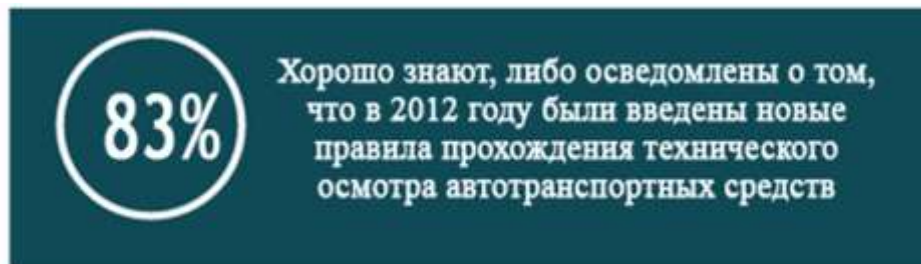 83%
Хорошо знают, либо осведомлены о том,
что в 2012 году были введены новые
правила прохождения технического
осмотра автотранспортных средств